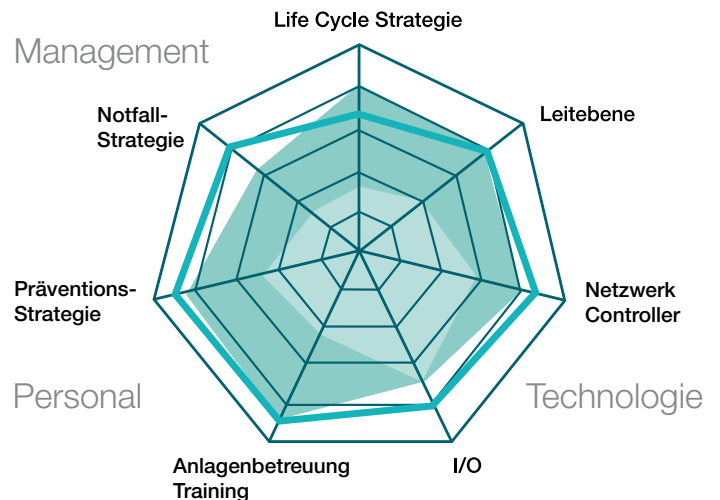 Life Cycle Strategie
Management
Notfall-
Strategie
Leitebene
Präventions-
Strategie
Netzwerk
Controller
Personal
Technologie
Anlagenbetreuung
Training
I/O